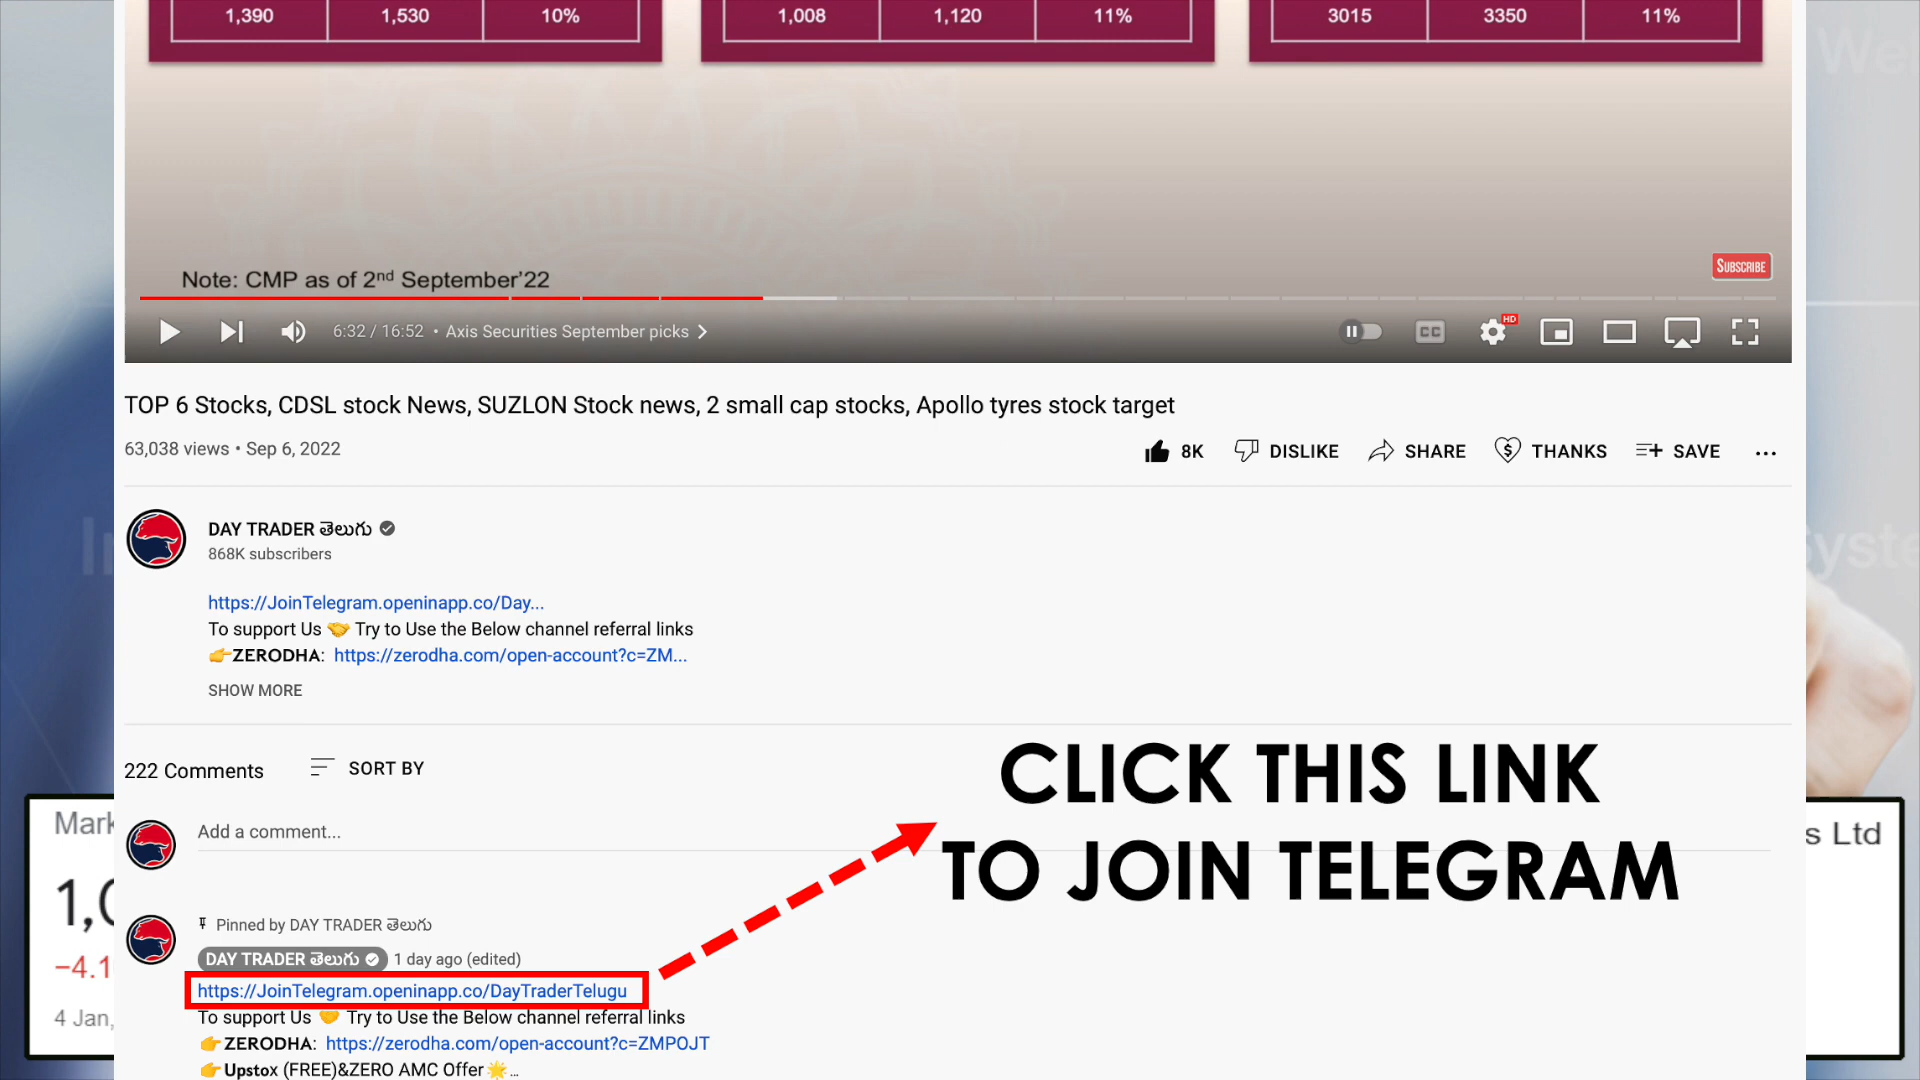 1,390 1,530 10% 1,008 1,120 11% 3015 3350 11%
Note: CMP as of 2nd September'22
SUBSCRIBE
6:32 / 16:52 • Axis Securities September picks
CC HD
TOP 6 Stocks, CDSL stock News, SUZLON Stock news, 2 small cap stocks, Apollo tyres stock target
63,038 views • Sep 6, 2022
8K DISLIKE SHARE THANKS SAVE ...
DAY TRADER తెలుగు
868K subscribers
https://JoinTelegram.openinapp.co/Day...
To support Us 🤝 Try to Use the Below channel referral links
👉ZERODHA: https://zerodha.com/open-account?c=ZM...
SHOW MORE
222 Comments SORT BY
CLICK THIS LINK
TO JOIN TELEGRAM
Add a comment...
Pinned by DAY TRADER తెలుగు
DAY TRADER తెలుగు 1 day ago (edited)
https://JoinTelegram.openinapp.co/DayTraderTelugu
To support Us 🤝 Try to Use the Below channel referral links
👉ZERODHA: https://zerodha.com/open-account?c=ZMPOJT
👉Upstox (FREE)&ZERO AMC Offer🌟...
Mark
1,0
−4.1
4 Jan,
s Ltd